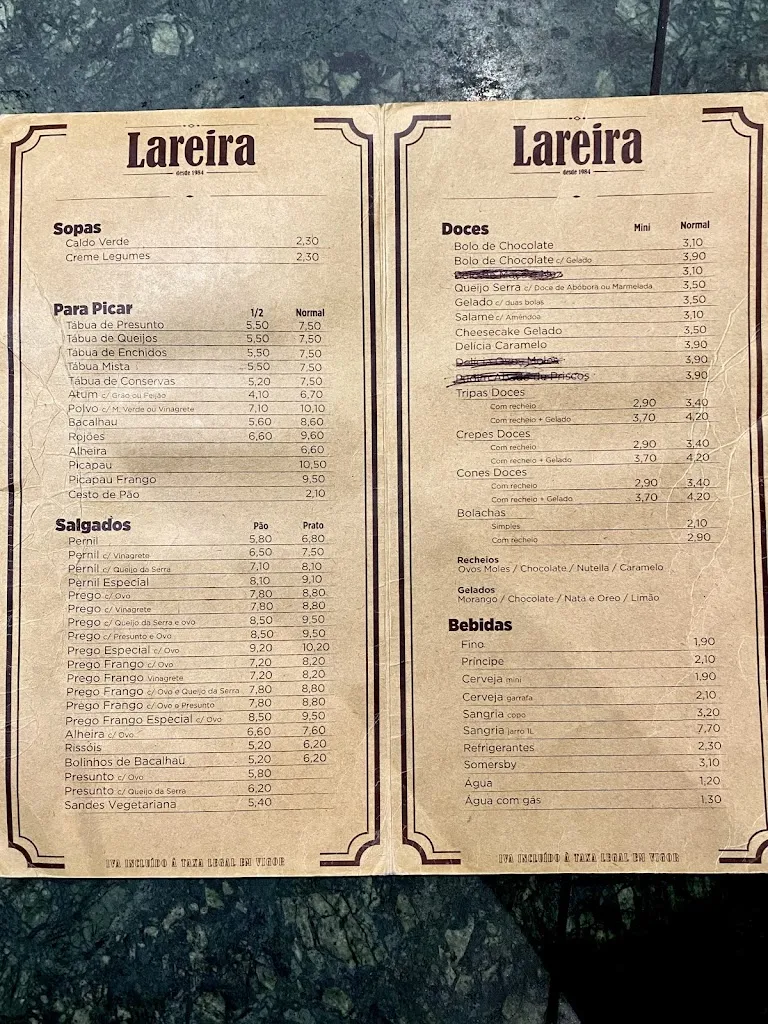 Lareira
desde 1984
Sopas
Caldo Verde 2,30
Creme Legumes 2,30
Para Picar 1/2 Normal
Tábua de Presunto 5,50 7,50
Tábua de Queijos 5,50 7,50
Tábua de Enchidos 5,50 7,50
Tábua Mista 5,50 7,50
Tábua de Conservas 5,20 7,50
Atum c/ Grão ou Feijão 4,10 6,70
Polvo c/ M. Verde ou Vinagrete 7,10 10,10
Bacalhau 5,60 8,60
Rojões 6,60 9,60
Alheira 6,60
Picapau 10,50
Picapau Frango 9,50
Cesto de Pão 2,10
Salgados Pão Prato
Pernil 5,80 6,80
Pernil c/ Vinagrete 6,50 7,50
Pernil c/ Queijo da Serra 7,10 8,10
Pernil Especial 8,10 9,10
Prego c/ Ovo 7,80 8,80
Prego c/ Vinagrete 7,80 8,80
Prego c/ Queijo da Serra e ovo 8,50 9,50
Prego c/ Presunto e Ovo 8,50 9,50
Prego Especial c/ Ovo 9,20 10,20
Prego Frango c/ Ovo 7,20 8,20
Prego Frango Vinagrete 7,20 8,20
Prego Frango c/ Ovo e Queijo da Serra 7,80 8,80
Prego Frango c/ Ovo e Presunto 7,80 8,80
Prego Frango Especial c/ Ovo 8,50 9,50
Alheira c/ Ovo 6,60 7,60
Rissóis 5,20 6,20
Bolinhos de Bacalhau 5,20 6,20
Presunto c/ Ovo 5,80
Presunto c/ Queijo da Serra 6,20
Sandes Vegetariana 5,40
IVA INCLUÍDO À TAXA LEGAL EM VIGOR
Lareira
desde 1984
Doces Mini Normal
Bolo de Chocolate 3,10
Bolo de Chocolate c/ Gelado 3,90
3,10
Queijo Serra c/ Doce de Abóbora ou Marmelada 3,50
Gelado c/ duas bolas 3,50
Salame c/ Amêndoa 3,10
Cheesecake Gelado 3,50
Delícia Caramelo 3,90
Delícia Ovos Moles 3,90
Pudim Abade de Priscos 3,90
Tripas Doces
Com recheio 2,90 3,40
Com recheio + Gelado 3,70 4,20
Crepes Doces
Com recheio 2,90 3,40
Com recheio + Gelado 3,70 4,20
Cones Doces
Com recheio 2,90 3,40
Com recheio + Gelado 3,70 4,20
Bolachas
Simples 2,10
Com recheio 2,90
Recheios
Ovos Moles / Chocolate / Nutella / Caramelo
Gelados
Morango / Chocolate / Nata e Oreo / Limão
Bebidas
Fino 1,90
Príncipe 2,10
Cerveja mini 1,90
Cerveja garrafa 2,10
Sangria copo 3,20
Sangria jarro 1L 7,70
Refrigerantes 2,30
Somersby 3,10
Água 1,20
Água com gás 1,30
IVA INCLUÍDO À TAXA LEGAL EM VIGOR